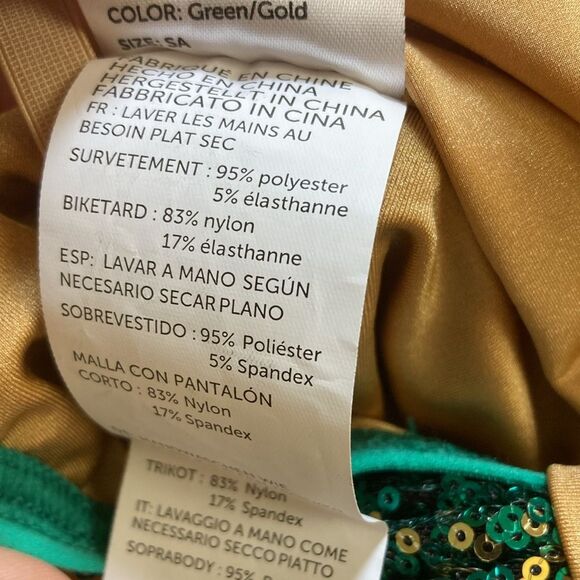 COLOR: Green/Gold
SIZE: SA
FABRIQUÉ EN CHINE
HECHO EN CHINA
HERGESTELLT IN CHINA
FABBRICATO IN CINA
FR : LAVER LES MAINS AU
BESOIN PLAT SEC
SURVETEMENT : 95% polyester
5% élasthanne
BIKETARD : 83% nylon
17% élasthanne
ESP: LAVAR A MANO SEGÚN
NECESARIO SECAR PLANO
SOBREVESTIDO : 95% Poliéster
5% Spandex
MALLA CON PANTALÓN
CORTO : 83% Nylon
17% Spandex
TRIKOT : 83% Nylon
17% Spandex
IT: LAVAGGIO A MANO COME
NECESSARIO SECCO PIATTO
SOPRABODY : 95%